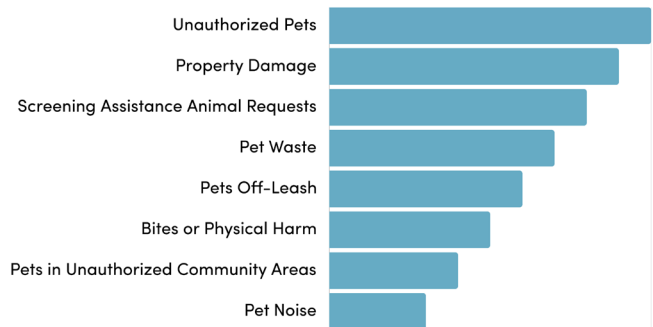 Unauthorized Pets
Property Damage
Screening Assistance Animal Requests
Pet Waste
Pets Off-Leash
Bites or Physical Harm
Pets in Unauthorized Community Areas
Pet Noise